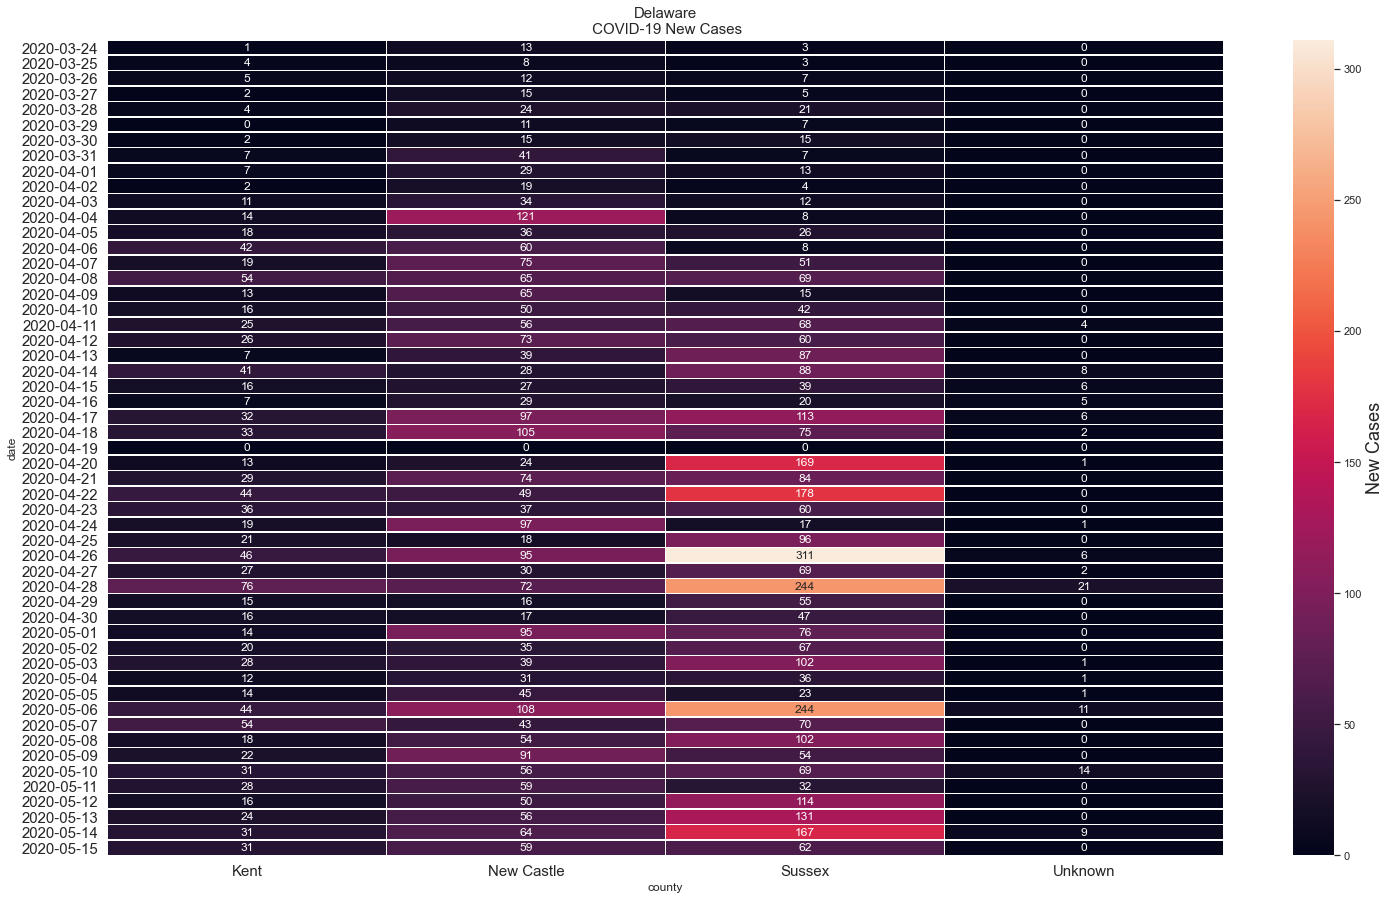 Delaware
COVID-19 New Cases
2020-03-24 1 13 3 0
2020-03-25 4 8 3 0
2020-03-26 5 12 7 0
2020-03-27 2 15 5 0
2020-03-28 4 24 21 0
2020-03-29 0 11 7 0
2020-03-30 2 15 15 0
2020-03-31 7 41 7 0
2020-04-01 7 29 13 0
2020-04-02 2 19 4 0
2020-04-03 11 34 12 0
2020-04-04 14 121 8 0
2020-04-05 18 36 26 0
2020-04-06 42 60 8 0
2020-04-07 19 75 51 0
2020-04-08 54 65 69 0
2020-04-09 13 65 15 0
2020-04-10 16 50 42 0
2020-04-11 25 56 68 4
2020-04-12 26 73 60 0
2020-04-13 7 39 87 0
2020-04-14 41 28 88 8
2020-04-15 16 27 39 6
2020-04-16 7 29 20 5
2020-04-17 32 97 113 6
2020-04-18 33 105 75 2
2020-04-19 0 0 0 0
2020-04-20 13 24 169 1
2020-04-21 29 74 84 0
2020-04-22 44 49 178 0
2020-04-23 36 37 60 0
2020-04-24 19 97 17 1
2020-04-25 21 18 96 0
2020-04-26 46 95 311 6
2020-04-27 27 30 69 2
2020-04-28 76 72 244 21
2020-04-29 15 16 55 0
2020-04-30 16 17 47 0
2020-05-01 14 95 76 0
2020-05-02 20 35 67 0
2020-05-03 28 39 102 1
2020-05-04 12 31 36 1
2020-05-05 14 45 23 1
2020-05-06 44 108 244 11
2020-05-07 54 43 70 0
2020-05-08 18 54 102 0
2020-05-09 22 91 54 0
2020-05-10 31 56 69 14
2020-05-11 28 59 32 0
2020-05-12 16 50 114 0
2020-05-13 24 56 131 0
2020-05-14 31 64 167 9
2020-05-15 31 59 62 0
Kent New Castle Sussex Unknown
county
date
300
250
200
150
100
50
0
New Cases